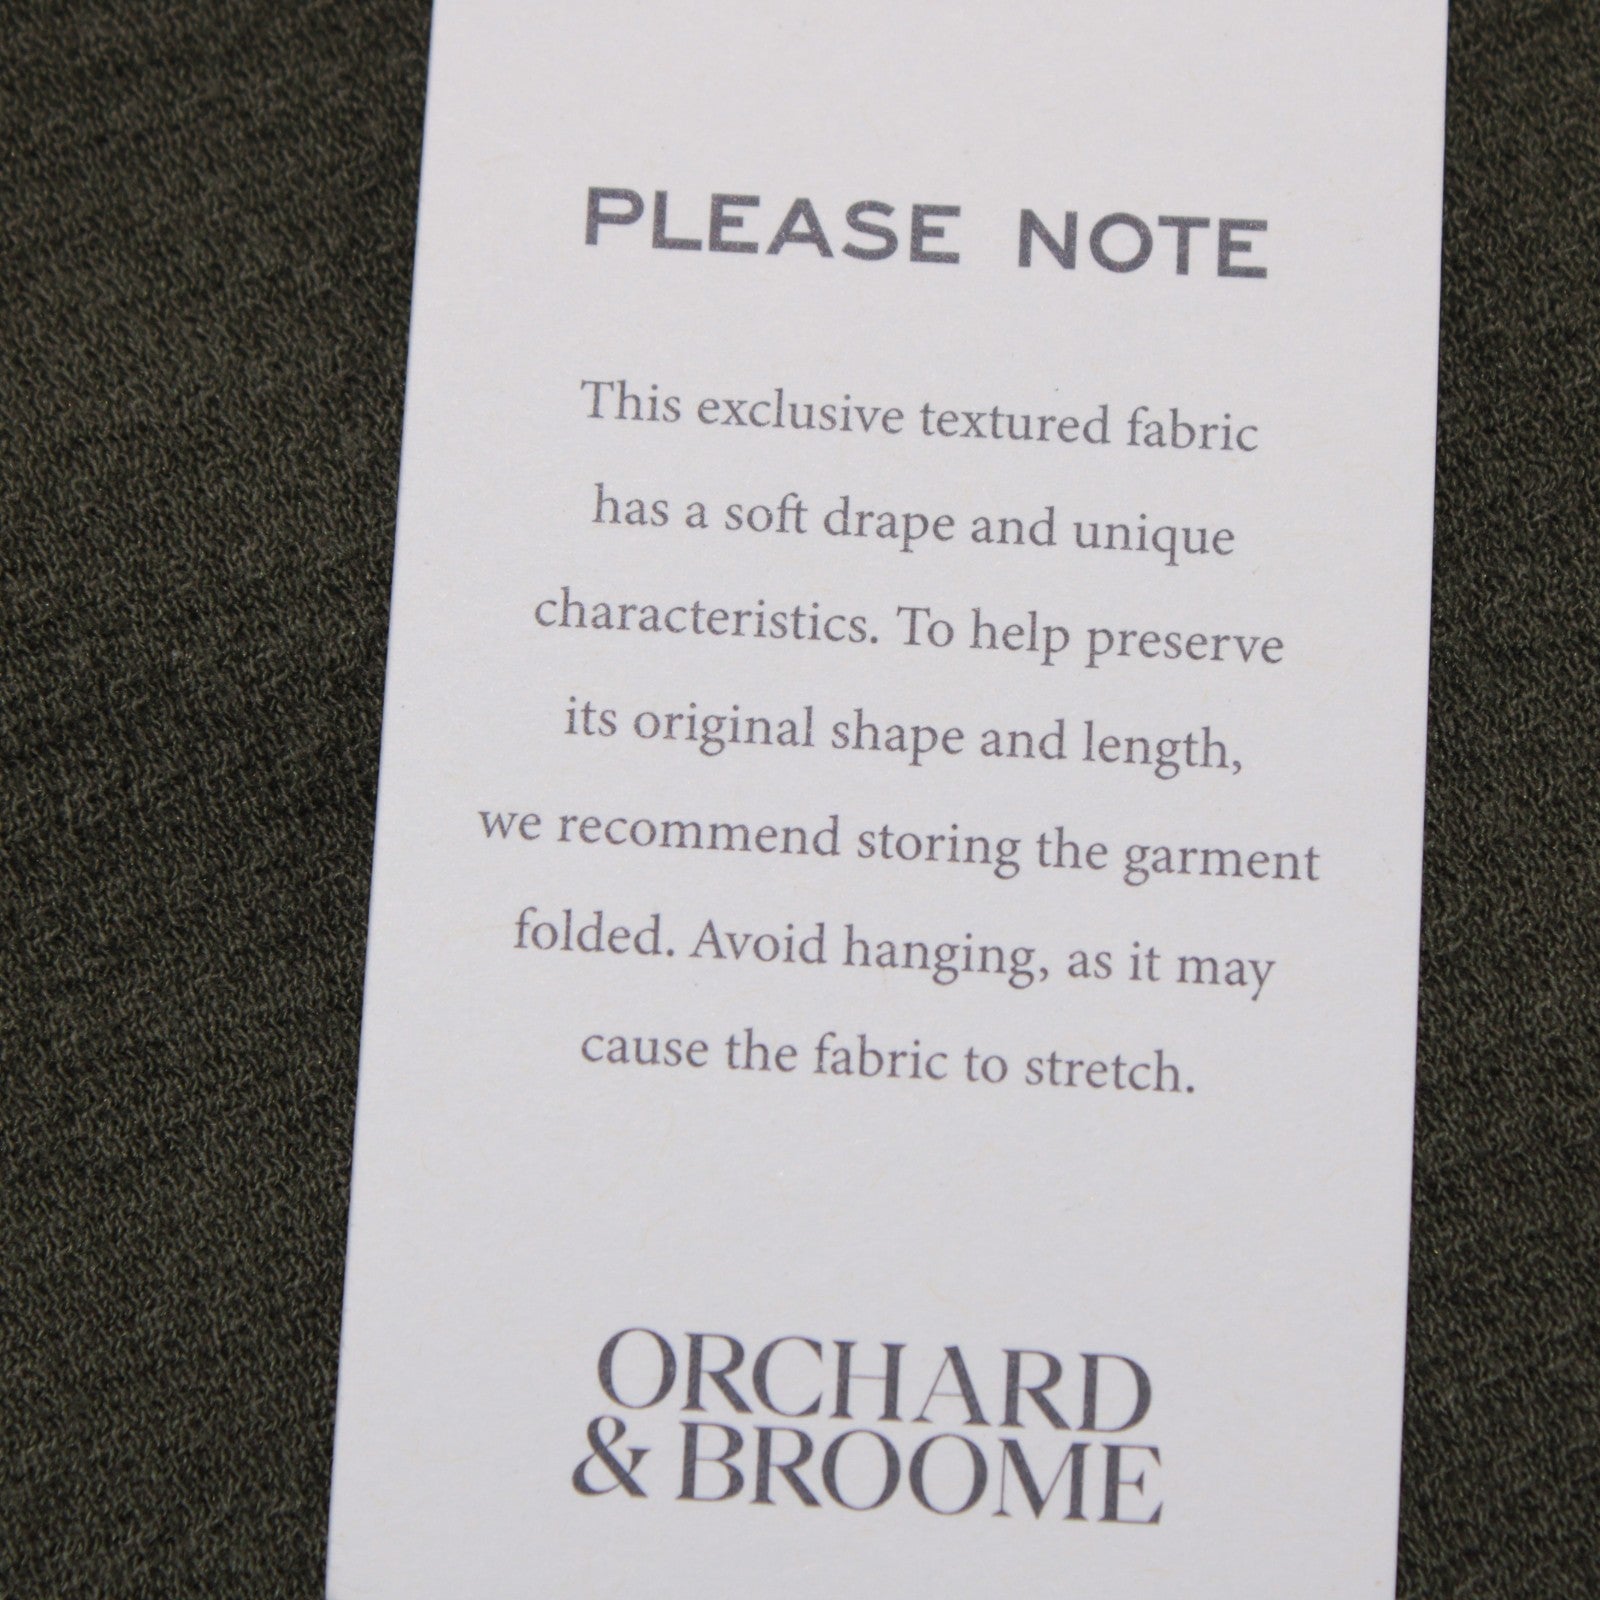 PLEASE NOTE
This exclusive textured fabric
has a soft drape and unique
characteristics. To help preserve
its original shape and length,
we recommend storing the garment
folded. Avoid hanging, as it may
cause the fabric to stretch.
ORCHARD
& BROOME